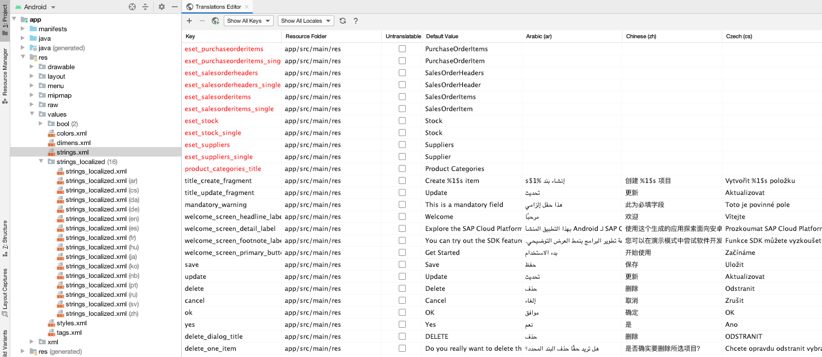 Android
Translations Editor
1: Project
Resource Manager
Z: Structure
Layout Captures
ld Variants
app
manifests
java
java (generated)
res
drawable
layout
menu
mipmap
raw
values
bool (2)
colors.xml
dimens.xml
strings.xml
strings_localized (16)
strings_localized.xml (ar)
strings_localized.xml (cs)
strings_localized.xml (da)
strings_localized.xml (de)
strings_localized.xml (el)
strings_localized.xml (en)
strings_localized.xml (fr)
strings_localized.xml (hu)
strings_localized.xml (ja)
strings_localized.xml (ko)
strings_localized.xml (nb)
strings_localized.xml (pt)
strings_localized.xml (ru)
strings_localized.xml (sv)
strings_localized.xml (zh)
styles.xml
tags.xml
xml
res (generated)
Show All Keys Show All Locales ?
Key Resource Folder Untranslatable Default Value Arabic (ar) Chinese (zh) Czech (cs)
eset_purchaseorderitems app/src/main/res PurchaseOrderItems
eset_purchaseorderitems_sing app/src/main/res PurchaseOrderItem
eset_salesorderheaders app/src/main/res SalesOrderHeaders
eset_salesorderheaders_single app/src/main/res SalesOrderHeader
eset_salesorderitems app/src/main/res SalesOrderItems
eset_salesorderitems_single app/src/main/res SalesOrderItem
eset_stock app/src/main/res Stock
eset_stock_single app/src/main/res Stock
eset_suppliers app/src/main/res Suppliers
eset_suppliers_single app/src/main/res Supplier
product_categories_title app/src/main/res Product Categories
title_create_fragment app/src/main/res Create %1$s item إنشاء بند %1$s 创建 %1$s 项目 Vytvořit %1$s položku
title_update_fragment app/src/main/res Update تحديث 更新 Aktualizovat
mandatory_warning app/src/main/res This is a mandatory field هذا حقل إلزامي 此为必填字段 Toto je povinné pole
welcome_screen_headline_labe app/src/main/res Welcome مرحبًا 欢迎 Vítejte
welcome_screen_detail_label app/src/main/res Explore the SAP Cloud Platform بهذا التطبيق المنشأ Android لـ SAP Cloud P 使用这个生成的应用探索面向安卓 Prozkoumat SAP Cloud Platform
welcome_screen_footnote_labe app/src/main/res You can try out the SDK feature تطوير البرامج بنمط العرض التوضيحي. 您可以在演示模式中尝试软件开发 Funkce SDK můžete vyzkoušet
welcome_screen_primary_butt app/src/main/res Get Started بدء الاستخدام 开始使用 Začínáme
save app/src/main/res Save حفظ 保存 Uložit
update app/src/main/res Update تحديث 更新 Aktualizovat
delete app/src/main/res Delete حذف 删除 Odstranit
cancel app/src/main/res Cancel إلغاء 取消 Zrušit
ok app/src/main/res OK موافق 确定 OK
yes app/src/main/res Yes نعم 是 Ano
delete_dialog_title app/src/main/res DELETE حذف 删除 ODSTRANIT
delete_one_item app/src/main/res Do you really want to delete th هل تريد حقًا حذف البند المحدد؟ 是否确实要删除所选项目? Chcete opravdu odstranit vybra